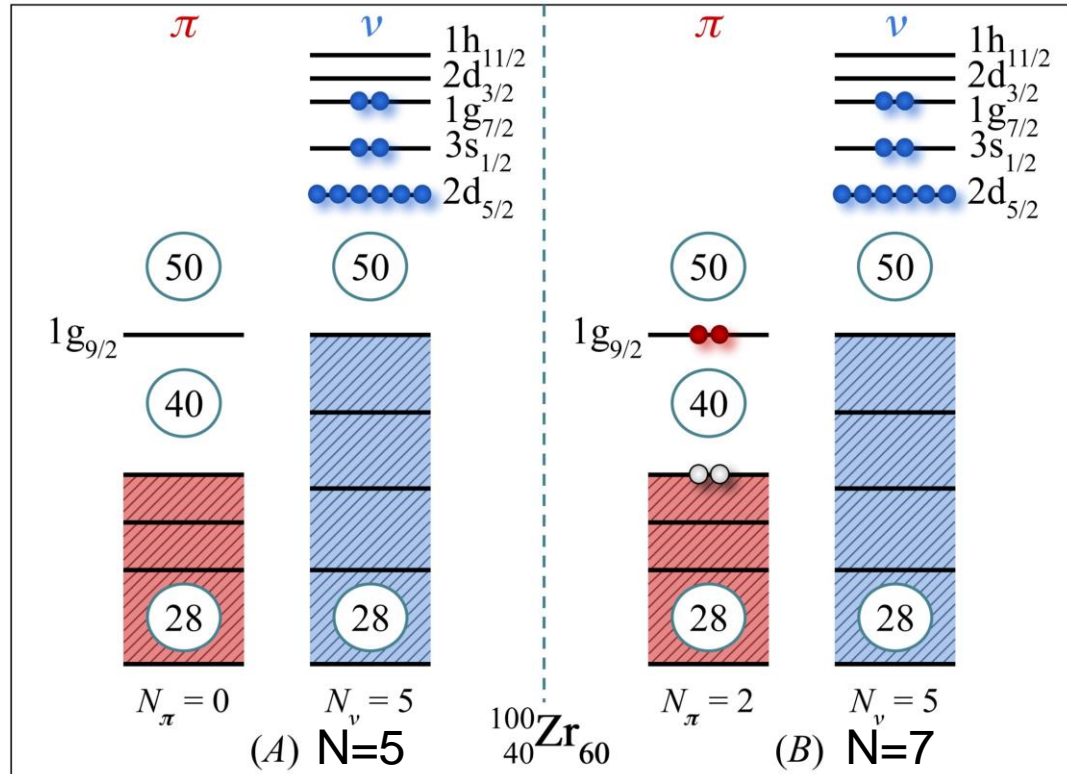 π ν π ν
1h11/2 1h11/2
2d3/2 2d3/2
1g7/2 1g7/2
3s1/2 3s1/2
2d5/2 2d5/2
50 50 50 50
1g9/2 1g9/2
40 40
28 28 28 28
Nπ = 0 Nν = 5 Nπ = 2 Nν = 5
(A) N=5 ¹⁰⁰₄₀Zr₆₀ (B) N=7